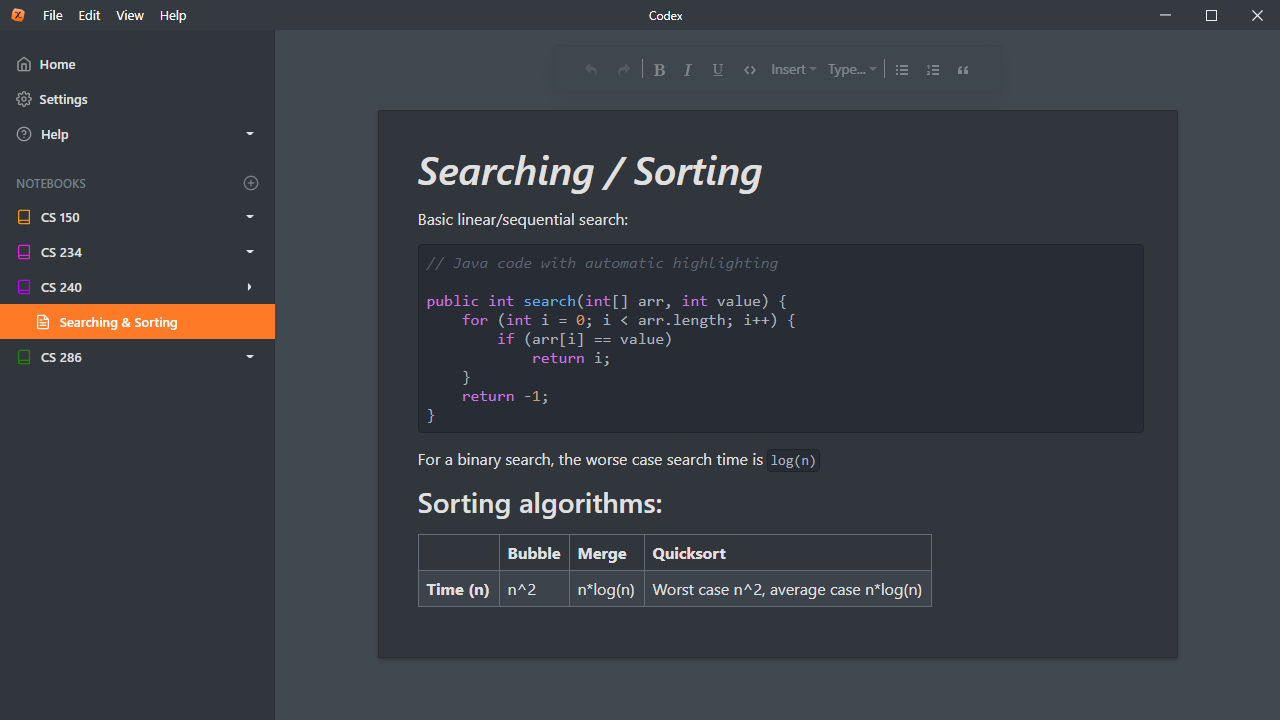 File Edit View Help
Codex
Home
Settings
Help
NOTEBOOKS
CS 150
CS 234
CS 240
Searching & Sorting
CS 286
B I U <> Insert Type...
Searching / Sorting
Basic linear/sequential search:
// Java code with automatic highlighting
public int search(int[] arr, int value) {
    for (int i = 0; i < arr.length; i++) {
        if (arr[i] == value)
            return i;
    }
    return -1;
}
For a binary search, the worse case search time is log(n)
Sorting algorithms:
Bubble Merge Quicksort
Time (n) n^2 n*log(n) Worst case n^2, average case n*log(n)